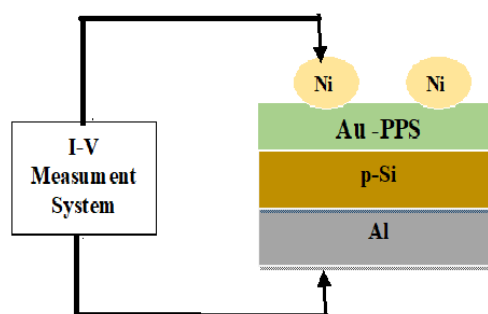 Ni
Ni
Au -PPS
I-V
Measument
System
p-Si
Al